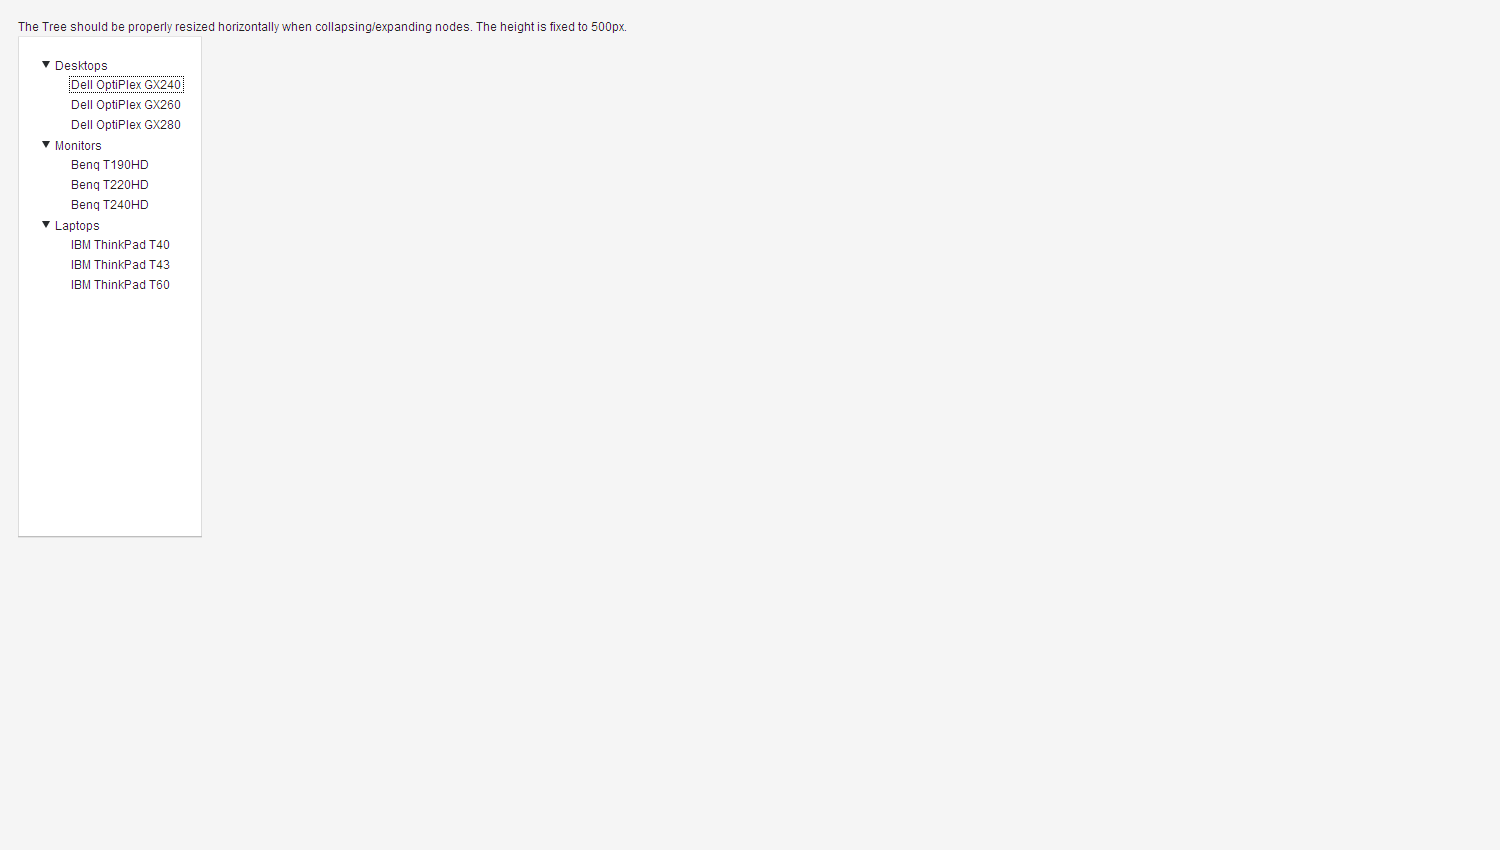 The Tree should be properly resized horizontally when collapsing/expanding nodes. The height is fixed to 500px.
Desktops
Dell OptiPlex GX240
Dell OptiPlex GX260
Dell OptiPlex GX280
Monitors
Benq T190HD
Benq T220HD
Benq T240HD
Laptops
IBM ThinkPad T40
IBM ThinkPad T43
IBM ThinkPad T60